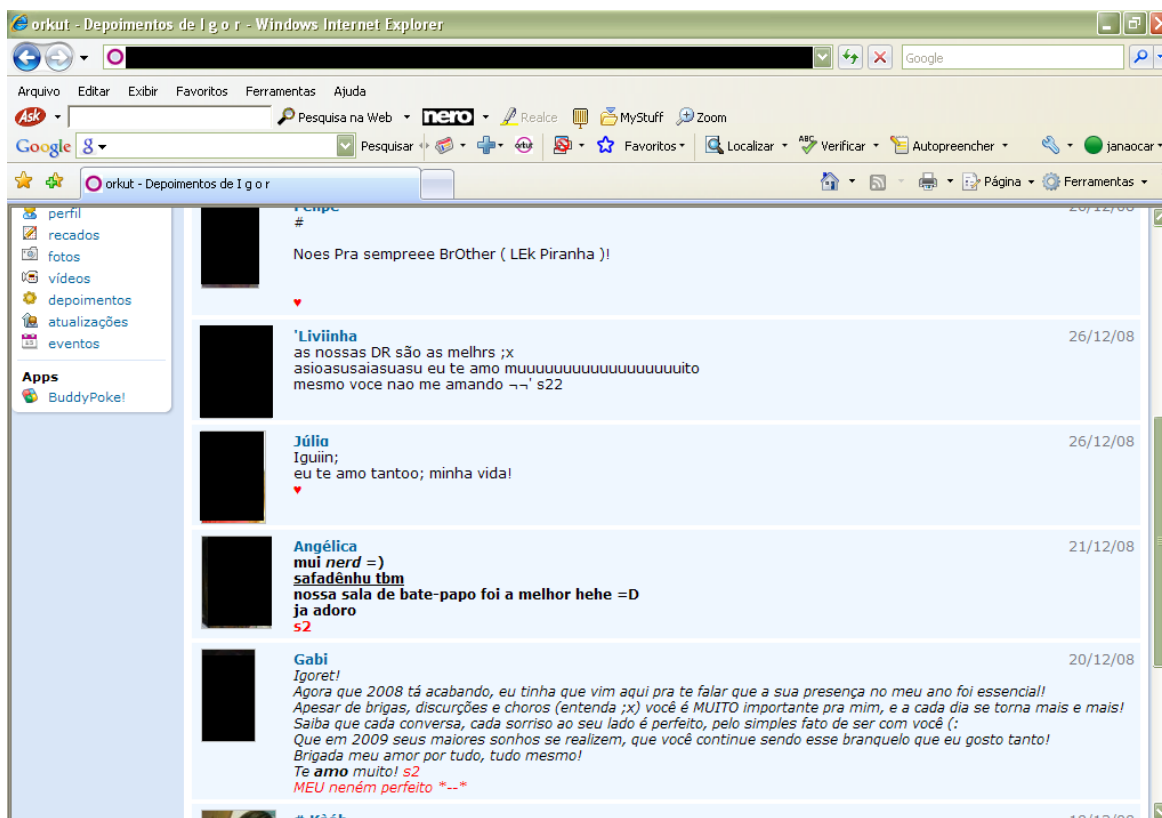 orkut - Depoimentos de I g o r - Windows Internet Explorer
Google
Arquivo Editar Exibir Favoritos Ferramentas Ajuda
Ask Pesquisa na Web nero Realce MyStuff Zoom
Google g Pesquisar orkut Favoritos Localizar ABC Verificar Autopreencher janaocar
orkut - Depoimentos de I g o r Página Ferramentas
perfil
recados
fotos
vídeos
depoimentos
atualizações
eventos
Apps
BuddyPoke!
Felipe
#
Noes Pra sempreee BrOther ( LEk Piranha )!
♥
'Liviinha 26/12/08
as nossas DR são as melhrs ;x
asioasusaiasuasu eu te amo muuuuuuuuuuuuuuuuuuuito
mesmo voce nao me amando ¬¬' s22
Júlia 26/12/08
Iguiin;
eu te amo tantoo; minha vida!
♥
Angélica 21/12/08
mui nerd =)
safadênhu tbm
nossa sala de bate-papo foi a melhor hehe =D
ja adoro
s2
Gabi 20/12/08
Igoret!
Agora que 2008 tá acabando, eu tinha que vim aqui pra te falar que a sua presença no meu ano foi essencial!
Apesar de brigas, discurções e choros (entenda ;x) você é MUITO importante pra mim, e a cada dia se torna mais e mais!
Saiba que cada conversa, cada sorriso ao seu lado é perfeito, pelo simples fato de ser com você (:
Que em 2009 seus maiores sonhos se realizem, que você continue sendo esse branquelo que eu gosto tanto!
Brigada meu amor por tudo, tudo mesmo!
Te amo muito! s2
MEU neném perfeito *--*